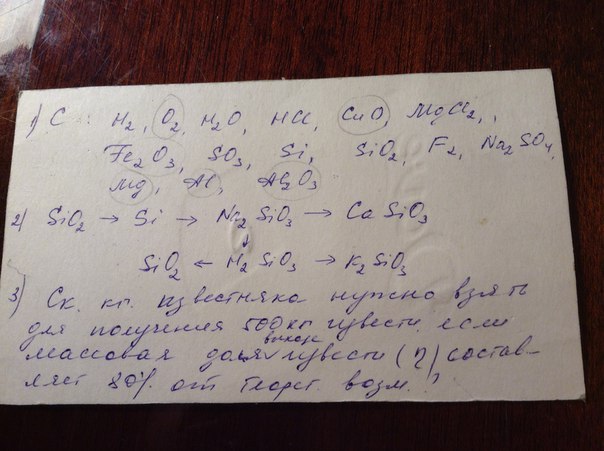 1) C : H₂, O₂, H₂O, HCl, CuO, MgCl₂,
Fe₂O₃, SO₃, Si, SiO₂, F₂, Na₂SO₄,
Mg, Al, Al₂O₃
2) SiO₂ → Si → Na₂SiO₃ → CaSiO₃
↓
SiO₂ ← H₂SiO₃ → K₂SiO₃
3) Ск. кг. известняка нужно взять
для получения 500 кг извести, если
массовая доля выхода извести (η) состав-
ляет 80% от теорет. возм.?